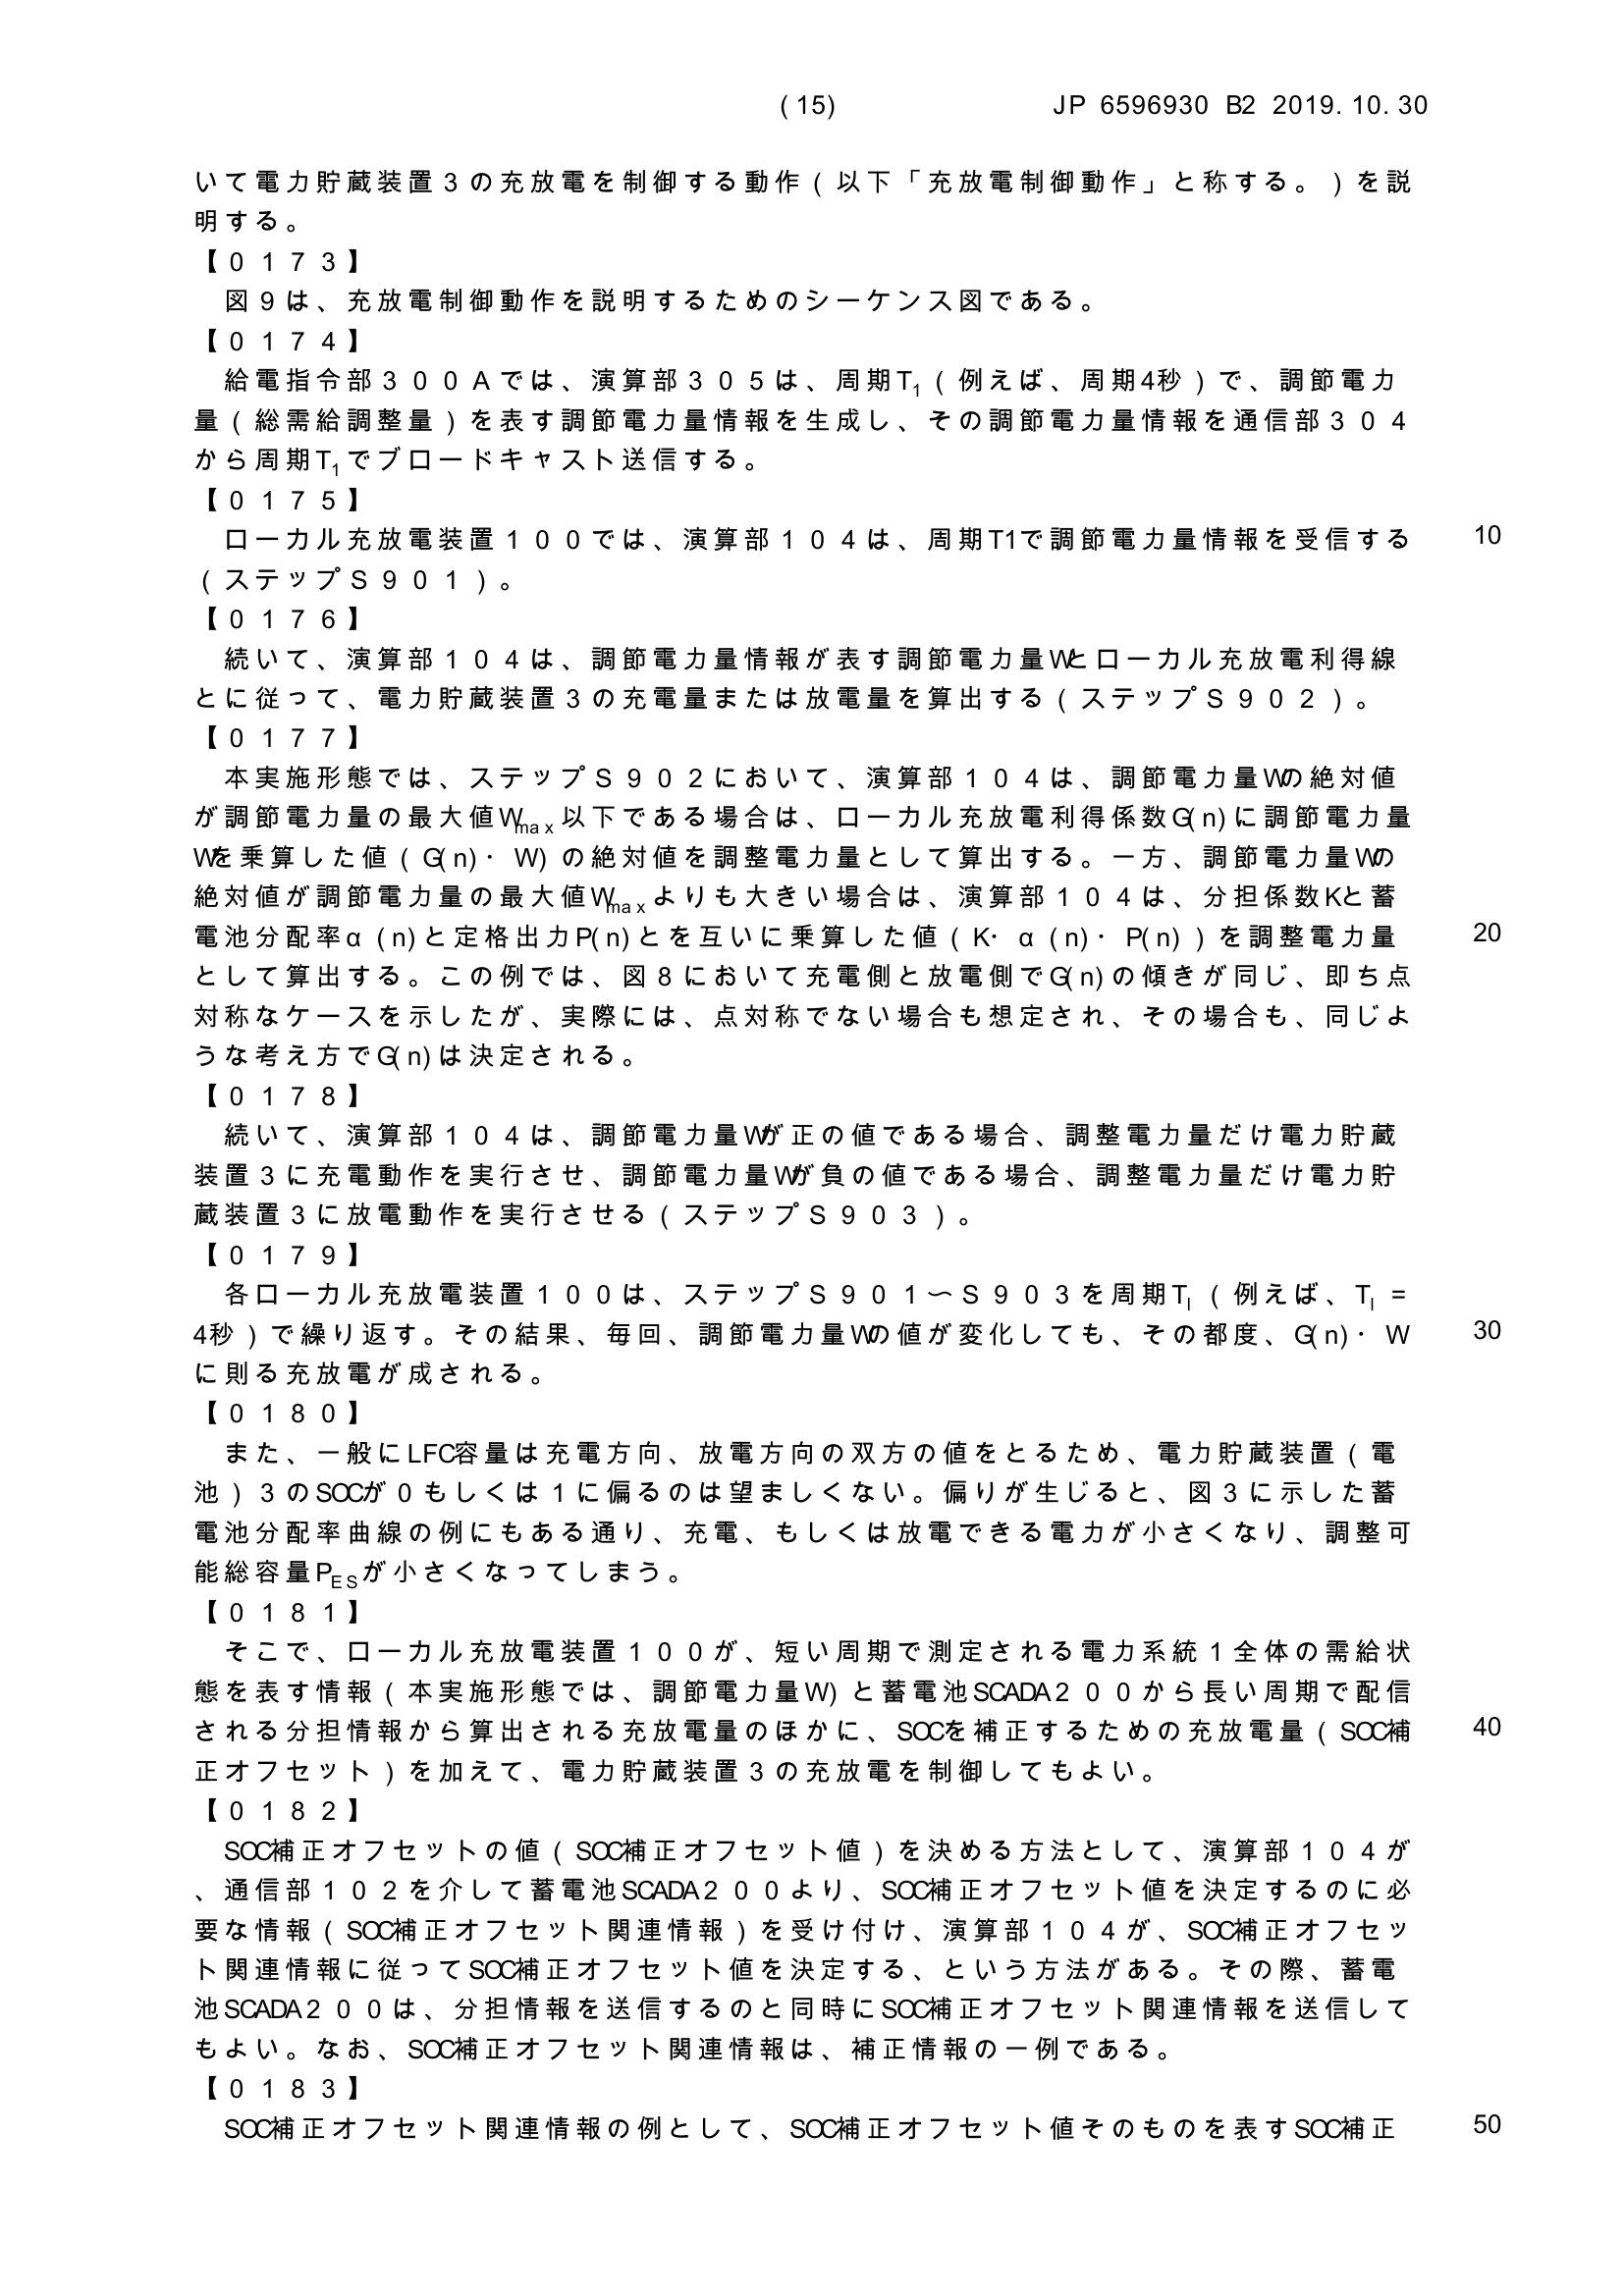 (15) JP 6596930 B2 2019.10.30
いて電力貯蔵装置3の充放電を制御する動作(以下「充放電制御動作」と称する。)を説
明する。
【0173】
図9は、充放電制御動作を説明するためのシーケンス図である。
【0174】
給電指令部300Aでは、演算部305は、周期T1(例えば、周期4秒)で、調節電力
量(総需給調整量)を表す調節電力量情報を生成し、その調節電力量情報を通信部304
から周期T1でブロードキャスト送信する。
【0175】
ローカル充放電装置100では、演算部104は、周期T1で調節電力量情報を受信する 10
(ステップS901)。
【0176】
続いて、演算部104は、調節電力量情報が表す調節電力量Wとローカル充放電利得線
とに従って、電力貯蔵装置3の充電量または放電量を算出する(ステップS902)。
【0177】
本実施形態では、ステップS902において、演算部104は、調節電力量Wの絶対値
が調節電力量の最大値Wmax以下である場合は、ローカル充放電利得係数G(n)に調節電力量
Wを乗算した値(G(n)・W)の絶対値を調整電力量として算出する。一方、調節電力量Wの
絶対値が調節電力量の最大値Wmaxよりも大きい場合は、演算部104は、分担係数Kと蓄
電池分配率α(n)と定格出力P(n)とを互いに乗算した値(K・α(n)・P(n))を調整電力量 20
として算出する。この例では、図8において充電側と放電側でG(n)の傾きが同じ、即ち点
対称なケースを示したが、実際には、点対称でない場合も想定され、その場合も、同じよ
うな考え方でG(n)は決定される。
【0178】
続いて、演算部104は、調節電力量Wが正の値である場合、調整電力量だけ電力貯蔵
装置3に充電動作を実行させ、調節電力量Wが負の値である場合、調整電力量だけ電力貯
蔵装置3に放電動作を実行させる(ステップS903)。
【0179】
各ローカル充放電装置100は、ステップS901〜S903を周期Tl(例えば、Tl=
4秒)で繰り返す。その結果、毎回、調節電力量Wの値が変化しても、その都度、G(n)・W 30
に則る充放電が成される。
【0180】
また、一般にLFC容量は充電方向、放電方向の双方の値をとるため、電力貯蔵装置(電
池)3のSOCが0もしくは1に偏るのは望ましくない。偏りが生じると、図3に示した蓄
電池分配率曲線の例にもある通り、充電、もしくは放電できる電力が小さくなり、調整可
能総容量PESが小さくなってしまう。
【0181】
そこで、ローカル充放電装置100が、短い周期で測定される電力系統1全体の需給状
態を表す情報(本実施形態では、調節電力量W)と蓄電池SCADA200から長い周期で配信
される分担情報から算出される充放電量のほかに、SOCを補正するための充放電量(SOC補 40
正オフセット)を加えて、電力貯蔵装置3の充放電を制御してもよい。
【0182】
SOC補正オフセットの値(SOC補正オフセット値)を決める方法として、演算部104が
、通信部102を介して蓄電池SCADA200より、SOC補正オフセット値を決定するのに必
要な情報(SOC補正オフセット関連情報)を受け付け、演算部104が、SOC補正オフセッ
ト関連情報に従ってSOC補正オフセット値を決定する、という方法がある。その際、蓄電
池SCADA200は、分担情報を送信するのと同時にSOC補正オフセット関連情報を送信して
もよい。なお、SOC補正オフセット関連情報は、補正情報の一例である。
【0183】
SOC補正オフセット関連情報の例として、SOC補正オフセット値そのものを表すSOC補正 50